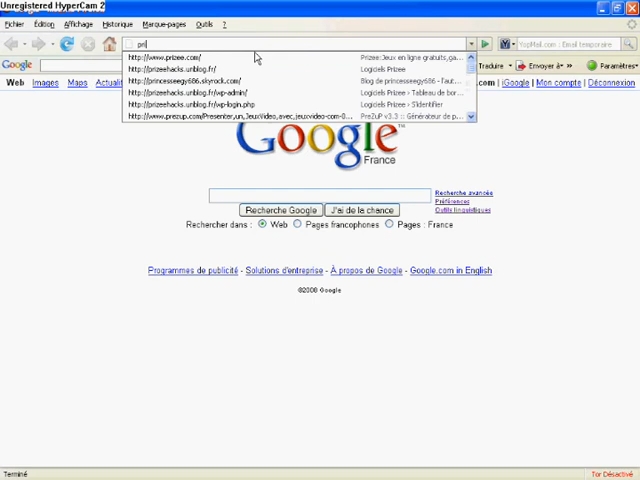 Unregistered HyperCam 2
Fichier Édition Affichage Historique Marque-pages Outils ?
pri
YopMail.com : Email temporaire
http://www.prizee.com/ Prizee:Jeux en ligne gratuits,ga...
http://prizeehacks.unblog.fr/ Logiciels Prizee
http://princesseegy686.skyrock.com/ Blog de princesseegy686 - l'aut...
http://prizeehacks.unblog.fr/wp-admin/ Logiciels Prizee › Tableau de bor...
http://prizeehacks.unblog.fr/wp-login.php Logiciels Prizee › S'identifier
http://www.prezup.com/Presenter,un,JeuxVideo,avec,jeuxvideo-com-0... PreZuP v3.3 :: Générateur de p...
Google Traduire Envoyer à Paramètres
Web Images .com | iGoogle | Mon compte | Déconnexion
Google™
France
Recherche avancée
Préférences
Outils linguistiques
Recherche Google J'ai de la chance
Rechercher dans : Web Pages francophones Pages : France
Programmes de publicité - Solutions d'entreprise - À propos de Google - Google.com in English
©2008 Google
Terminé Tor Désactivé